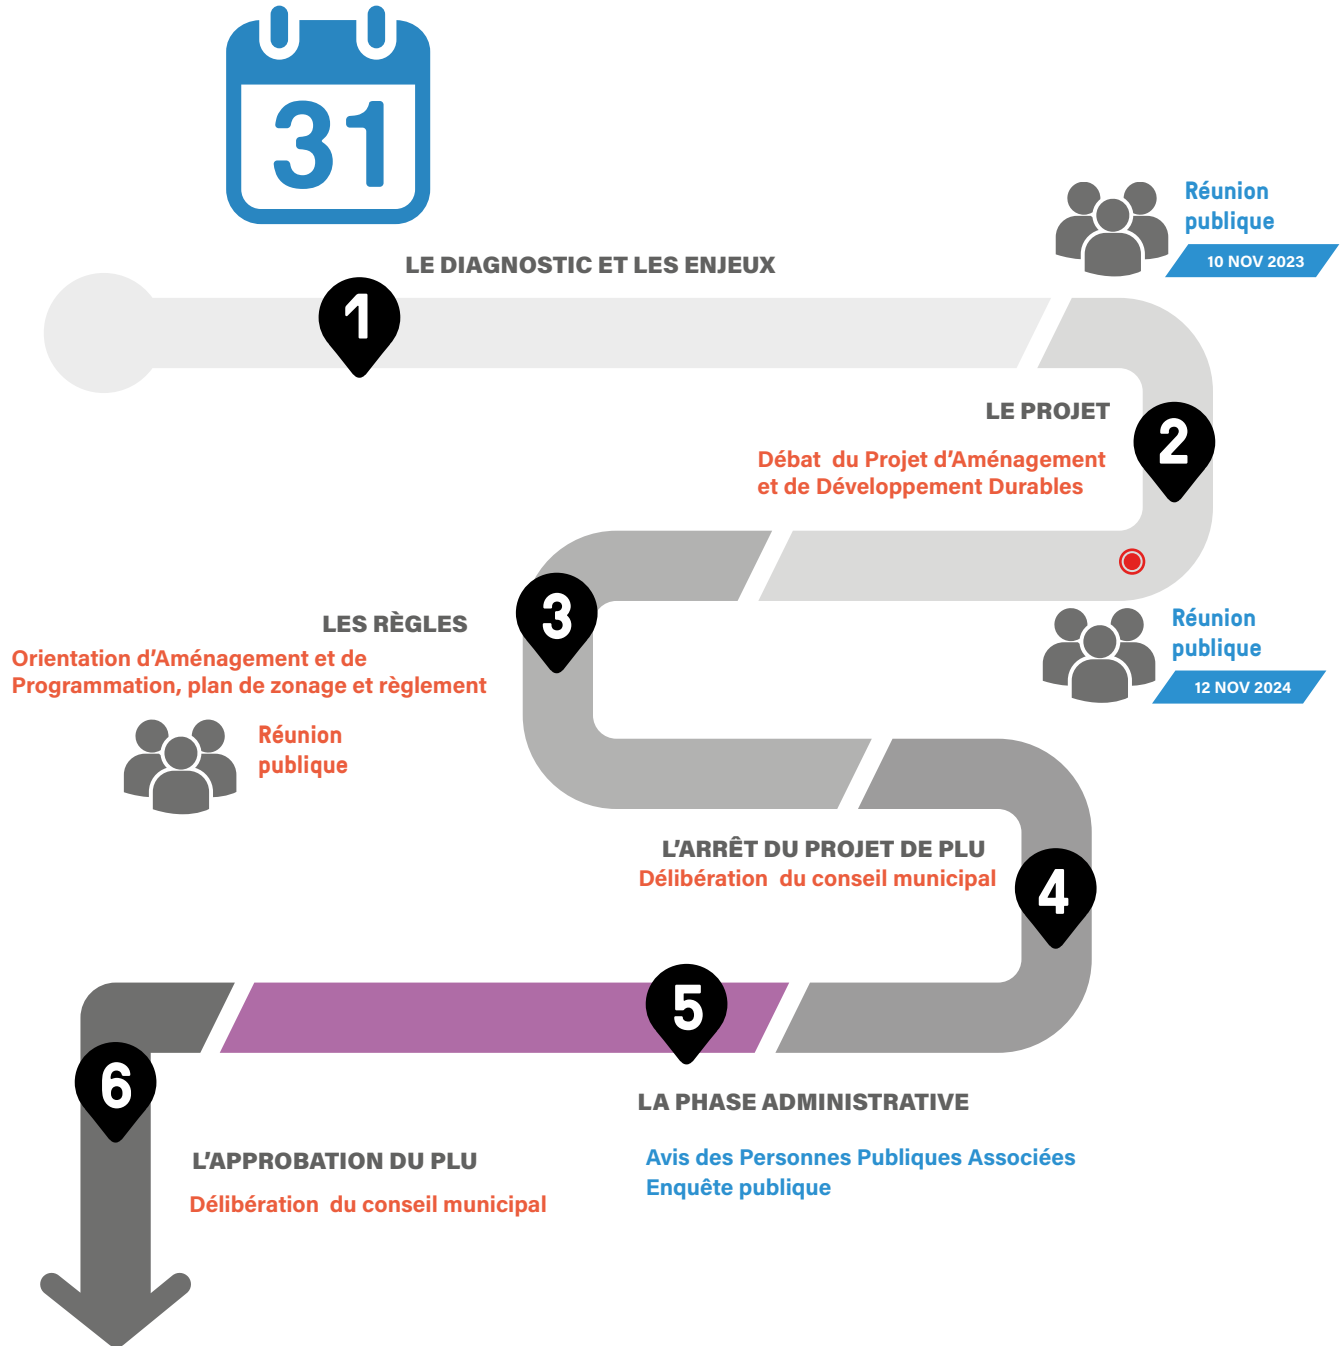 31
Réunion
publique
10 NOV 2023
LE DIAGNOSTIC ET LES ENJEUX
1
LE PROJET
2
Débat du Projet d’Aménagement
et de Développement Durables
Réunion
publique
12 NOV 2024
3
LES RÈGLES
Orientation d’Aménagement et de
Programmation, plan de zonage et règlement
Réunion
publique
L’ARRÊT DU PROJET DE PLU
Délibération du conseil municipal
4
5
LA PHASE ADMINISTRATIVE
Avis des Personnes Publiques Associées
Enquête publique
6
L’APPROBATION DU PLU
Délibération du conseil municipal